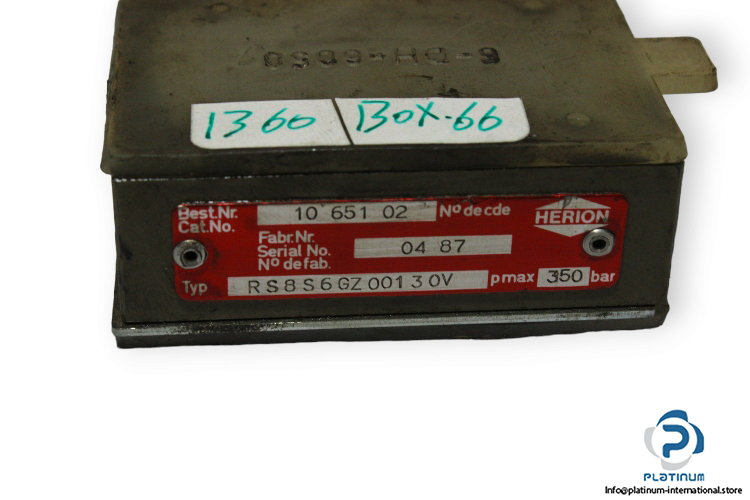 1360 BOX-66
Best.Nr. 10 651 02 Nº de cde
Cat.No.
HERION
Fabr.Nr.
Serial No. 04 87
Nº de fab.
Typ RS8S6GZ00130V pmax 350 bar
PLATINUM
Info@platinum-international.store